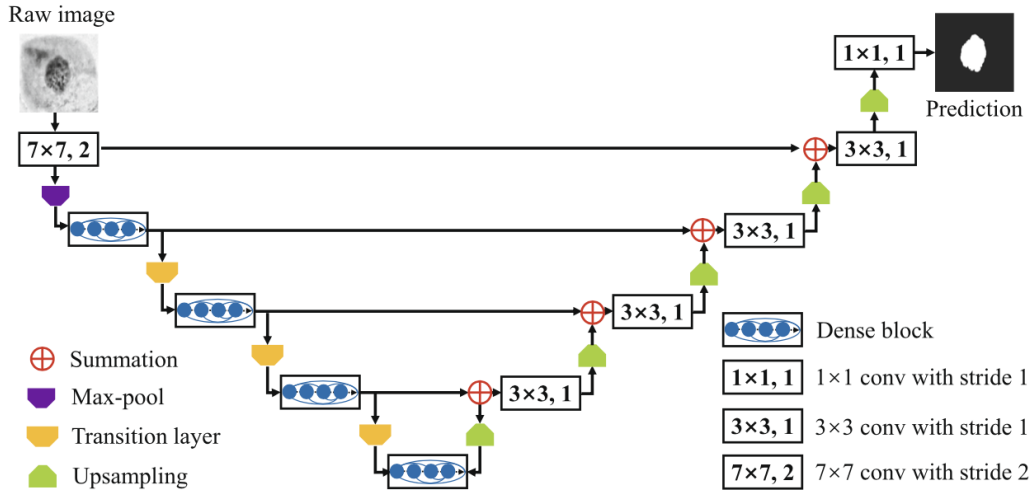 Raw image
1×1, 1
Prediction
7×7, 2
3×3, 1
3×3, 1
3×3, 1
3×3, 1
Summation
Max-pool
Transition layer
Upsampling
Dense block
1×1, 1 1×1 conv with stride 1
3×3, 1 3×3 conv with stride 1
7×7, 2 7×7 conv with stride 2